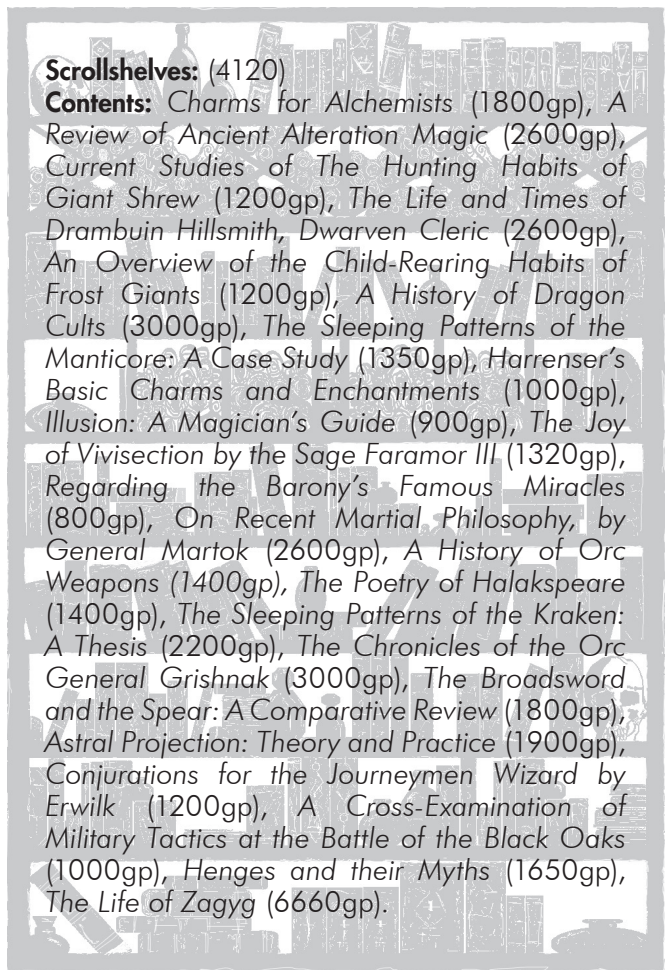 Scrollshelves: (4120)
Contents: Charms for Alchemists (1800gp), A
Review of Ancient Alteration Magic (2600gp),
Current Studies of The Hunting Habits of
Giant Shrew (1200gp), The Life and Times of
Drambuin Hillsmith, Dwarven Cleric (2600gp),
An Overview of the Child-Rearing Habits of
Frost Giants (1200gp), A History of Dragon
Cults (3000gp), The Sleeping Patterns of the
Manticore: A Case Study (1350gp), Harrenser’s
Basic Charms and Enchantments (1000gp),
Illusion: A Magician’s Guide (900gp), The Joy
of Vivisection by the Sage Faramor III (1320gp),
Regarding the Barony’s Famous Miracles
(800gp), On Recent Martial Philosophy, by
General Martok (2600gp), A History of Orc
Weapons (1400gp), The Poetry of Halakspeare
(1400gp), The Sleeping Patterns of the Kraken:
A Thesis (2200gp), The Chronicles of the Orc
General Grishnak (3000gp), The Broadsword
and the Spear: A Comparative Review (1800gp),
Astral Projection: Theory and Practice (1900gp),
Conjurations for the Journeymen Wizard by
Erwilk (1200gp), A Cross-Examination of
Military Tactics at the Battle of the Black Oaks
(1000gp), Henges and their Myths (1650gp),
The Life of Zagyg (6660gp).